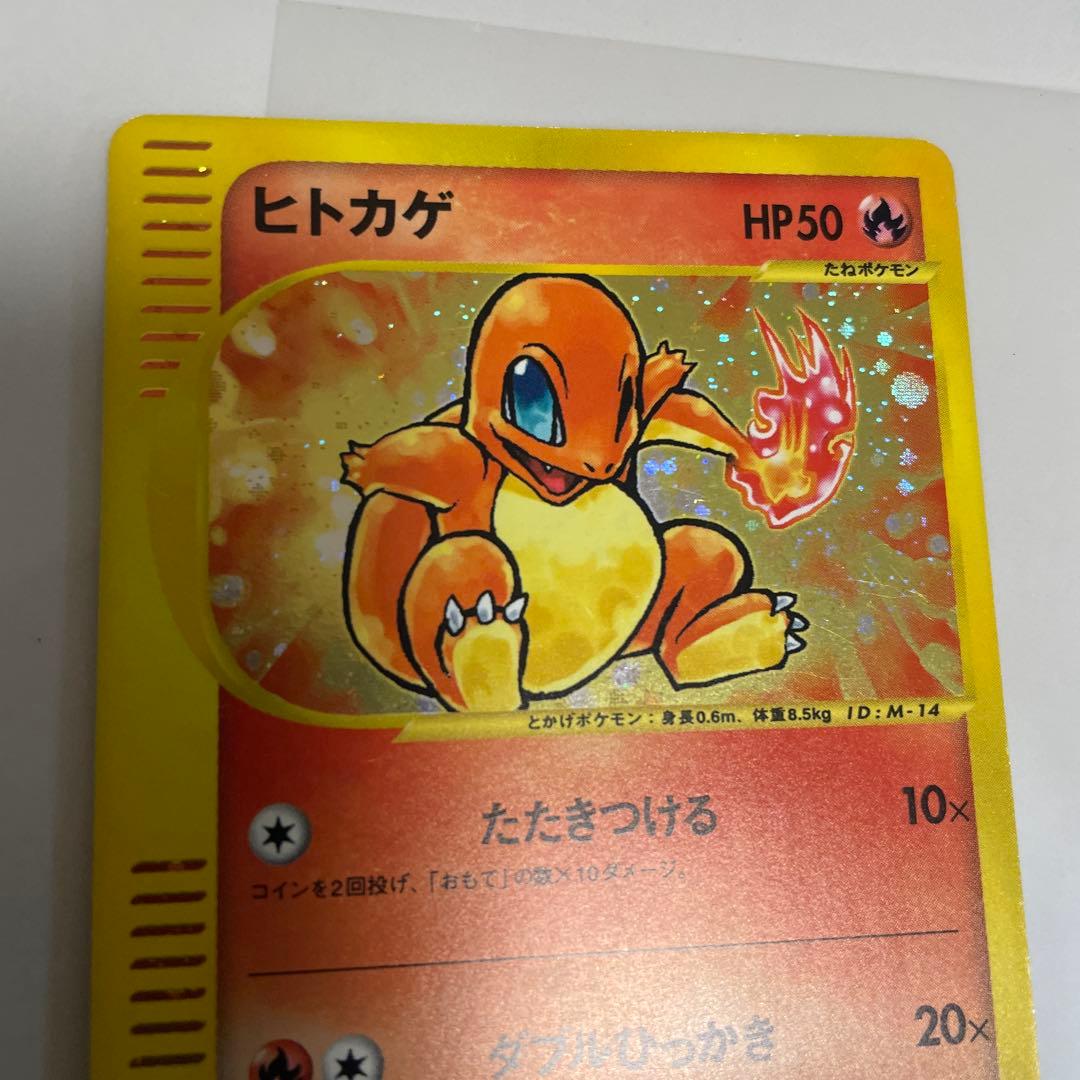 ヒトカゲ HP50
たねポケモン
とかげポケモン：身長0.6m、体重8.5kg ID:M-14
たたきつける 10×
コインを2回投げ、「おもて」の数×10ダメージ。
ダブルひっかき 20×